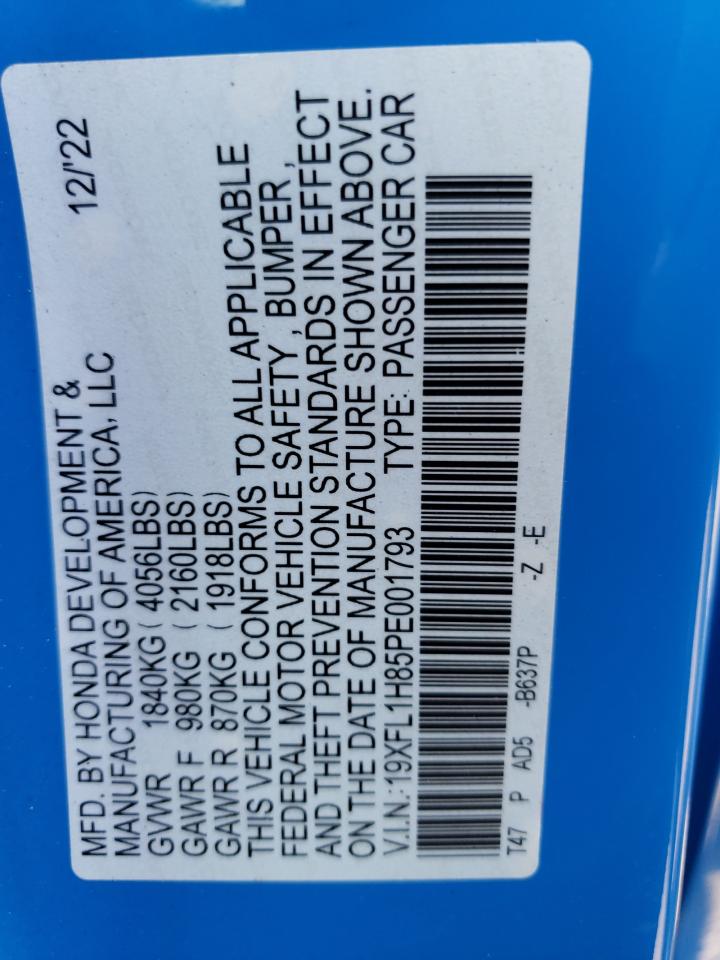 MFD. BY HONDA DEVELOPMENT & 12/'22
MANUFACTURING OF AMERICA, LLC
GVWR 1840KG ( 4056LBS)
GAWR F 980KG ( 2160LBS)
GAWR R 870KG ( 1918LBS)
THIS VEHICLE CONFORMS TO ALL APPLICABLE
FEDERAL MOTOR VEHICLE SAFETY , BUMPER ,
AND THEFT PREVENTION STANDARDS IN EFFECT
ON THE DATE OF MANUFACTURE SHOWN ABOVE.
V.I.N.: 19XFL1H85PE001793 TYPE: PASSENGER CAR
T47 P AD5 -B637P -Z -E